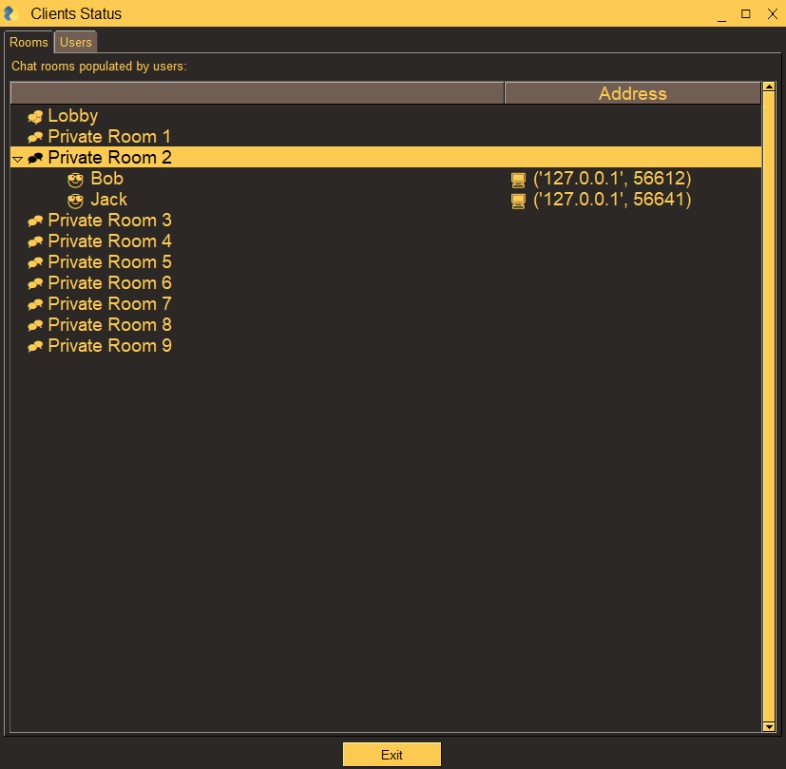 Clients Status
Rooms Users
Chat rooms populated by users:
Address
Lobby
Private Room 1
Private Room 2
Bob ('127.0.0.1', 56612)
Jack ('127.0.0.1', 56641)
Private Room 3
Private Room 4
Private Room 5
Private Room 6
Private Room 7
Private Room 8
Private Room 9
Exit